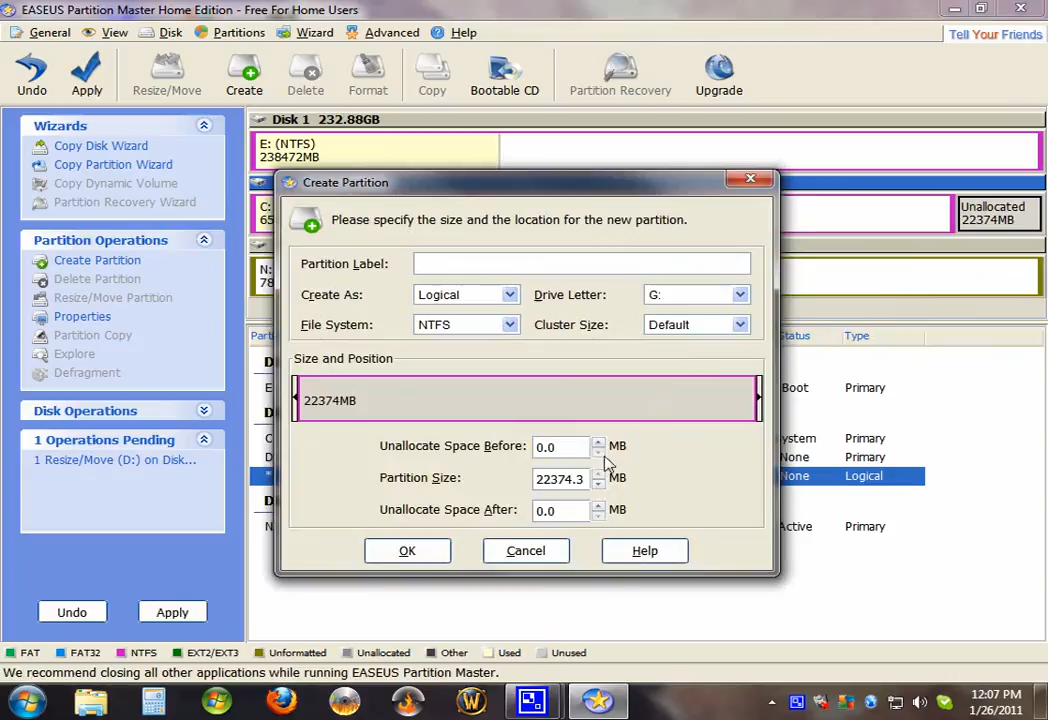 EASEUS Partition Master Home Edition - Free For Home Users
General View Disk Partitions Wizard Advanced Help
Tell Your Friends
Undo Apply Resize/Move Create Delete Format Copy Bootable CD Partition Recovery Upgrade
Wizards
Copy Disk Wizard
Copy Partition Wizard
Copy Dynamic Volume
Partition Recovery Wizard
Partition Operations
Create Partition
Delete Partition
Resize/Move Partition
Properties
Partition Copy
Explore
Defragment
Disk Operations
1 Operations Pending
1 Resize/Move (D:) on Disk...
Undo Apply
Disk 1 232.88GB
E: (NTFS)
238472MB
C:
65
Unallocated
22374MB
N:
78
Create Partition
Please specify the size and the location for the new partition.
Partition Label:
Create As: Logical Drive Letter: G:
File System: NTFS Cluster Size: Default
Size and Position
22374MB
Unallocate Space Before: 0.0 MB
Partition Size: 22374.3 MB
Unallocate Space After: 0.0 MB
OK Cancel Help
Type
Primary
Primary
None Primary
None Logical
Primary
FAT FAT32 NTFS EXT2/EXT3 Unformatted Unallocated Other Used Unused
We recommend closing all other applications while running EASEUS Partition Master.
12:07 PM
1/26/2011